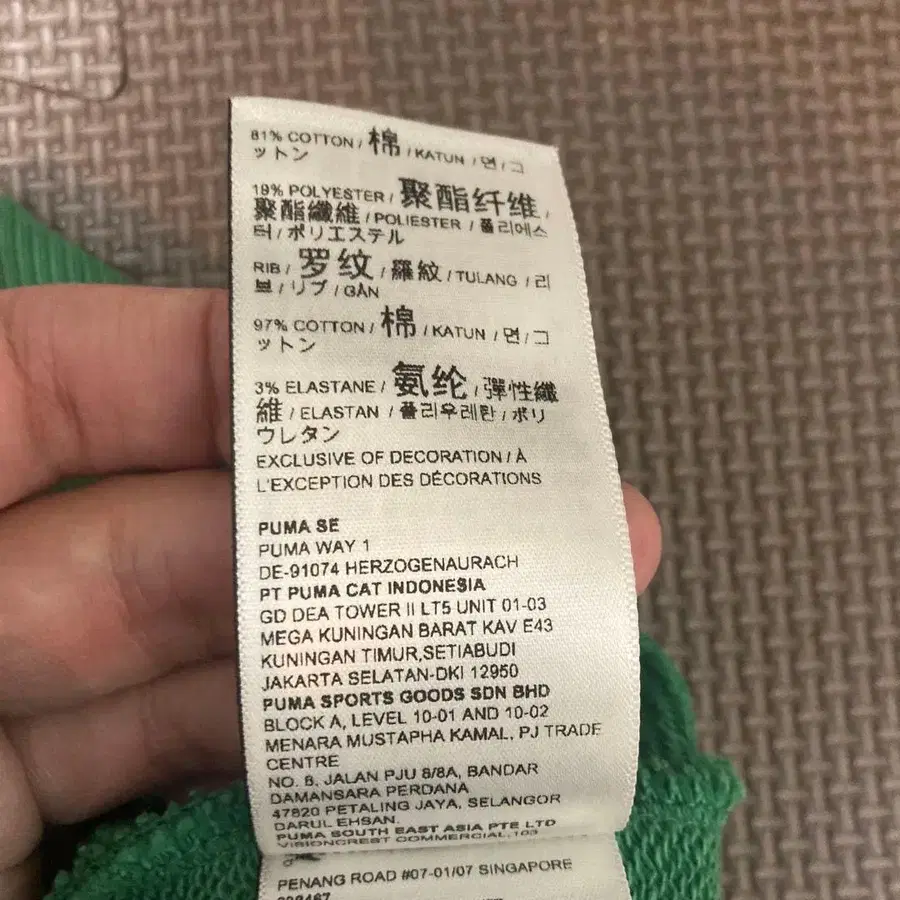 81% COTTON / 棉 / KATUN / 면 / コ
ットン
19% POLYESTER / 聚酯纤维 /
聚酯纖維 / POLIESTER / 폴리에스
터 / ポリエステル
RIB / 罗纹 / 羅紋 / TULANG / 리
브 / リブ / GÂN
97% COTTON / 棉 / KATUN / 면 / コ
ットン
3% ELASTANE / 氨纶 / 彈性纖
維 / ELASTAN / 폴리우레탄 / ポリ
ウレタン
EXCLUSIVE OF DECORATION / À
L'EXCEPTION DES DÉCORATIONS
PUMA SE
PUMA WAY 1
DE-91074 HERZOGENAURACH
PT PUMA CAT INDONESIA
GD DEA TOWER II LT5 UNIT 01-03
MEGA KUNINGAN BARAT KAV E43
KUNINGAN TIMUR,SETIABUDI
JAKARTA SELATAN-DKI 12950
PUMA SPORTS GOODS SDN BHD
BLOCK A, LEVEL 10-01 AND 10-02
MENARA MUSTAPHA KAMAL, PJ TRADE
CENTRE
NO. 8, JALAN PJU 8/8A, BANDAR
DAMANSARA PERDANA
47820 PETALING JAYA, SELANGOR
DARUL EHSAN.
PUMA SOUTH EAST ASIA PTE LTD
VISIONCREST COMMERCIAL,103
PENANG ROAD #07-01/07 SINGAPORE